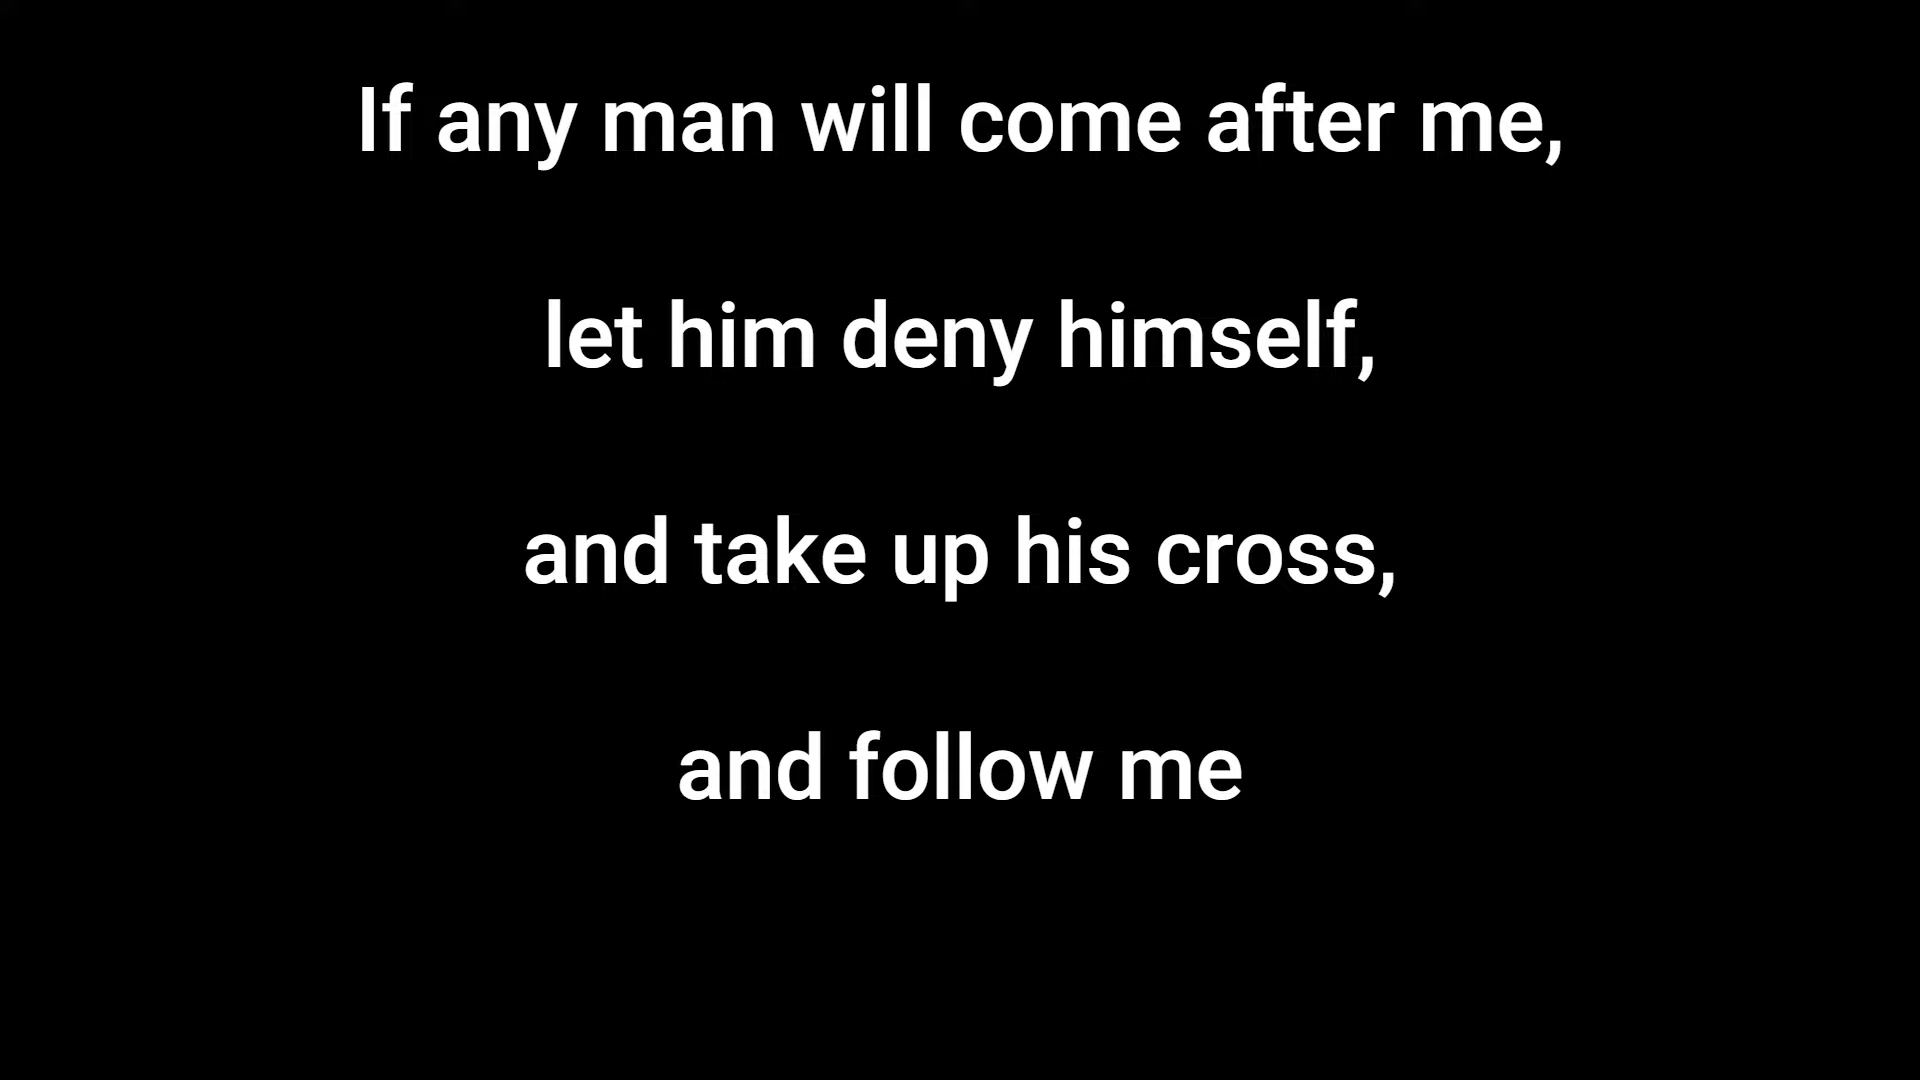 If any man will come after me,
let him deny himself,
and take up his cross,
and follow me